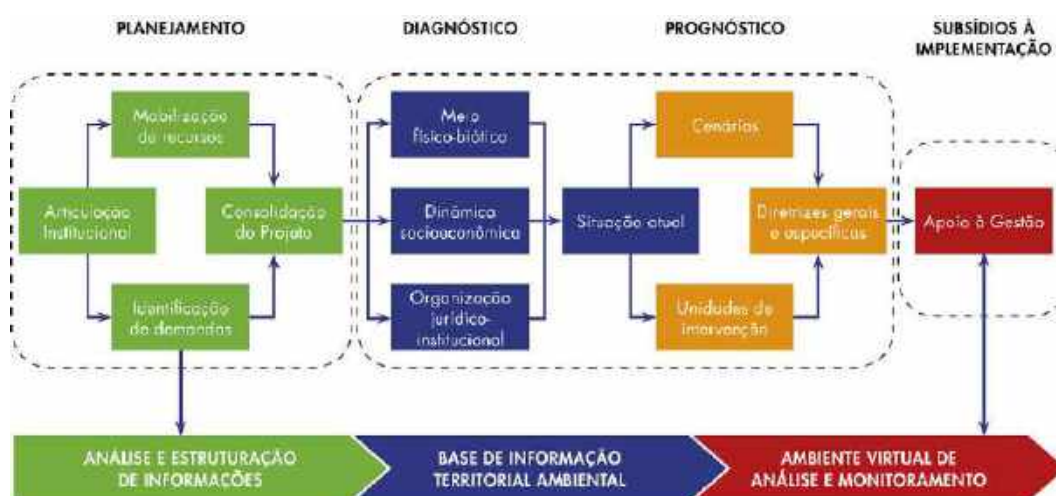 PLANEJAMENTO
DIAGNÓSTICO
PROGNÓSTICO
SUBSÍDIOS À
IMPLEMENTAÇÃO
Mobilização
de recursos
Articulação
Institucional
Consolidação
do Projeto
Identificação
de demandas
Meio
físico-biótico
Dinâmica
socioeconômica
Organização
jurídico-
institucional
Situação atual
Cenários
Diretrizes gerais
e específicas
Unidades de
intervenção
Apoio à Gestão
ANÁLISE E ESTRUTURAÇÃO
DE INFORMAÇÕES
BASE DE INFORMAÇÃO
TERRITORIAL AMBIENTAL
AMBIENTE VIRTUAL DE
ANÁLISE E MONITORAMENTO